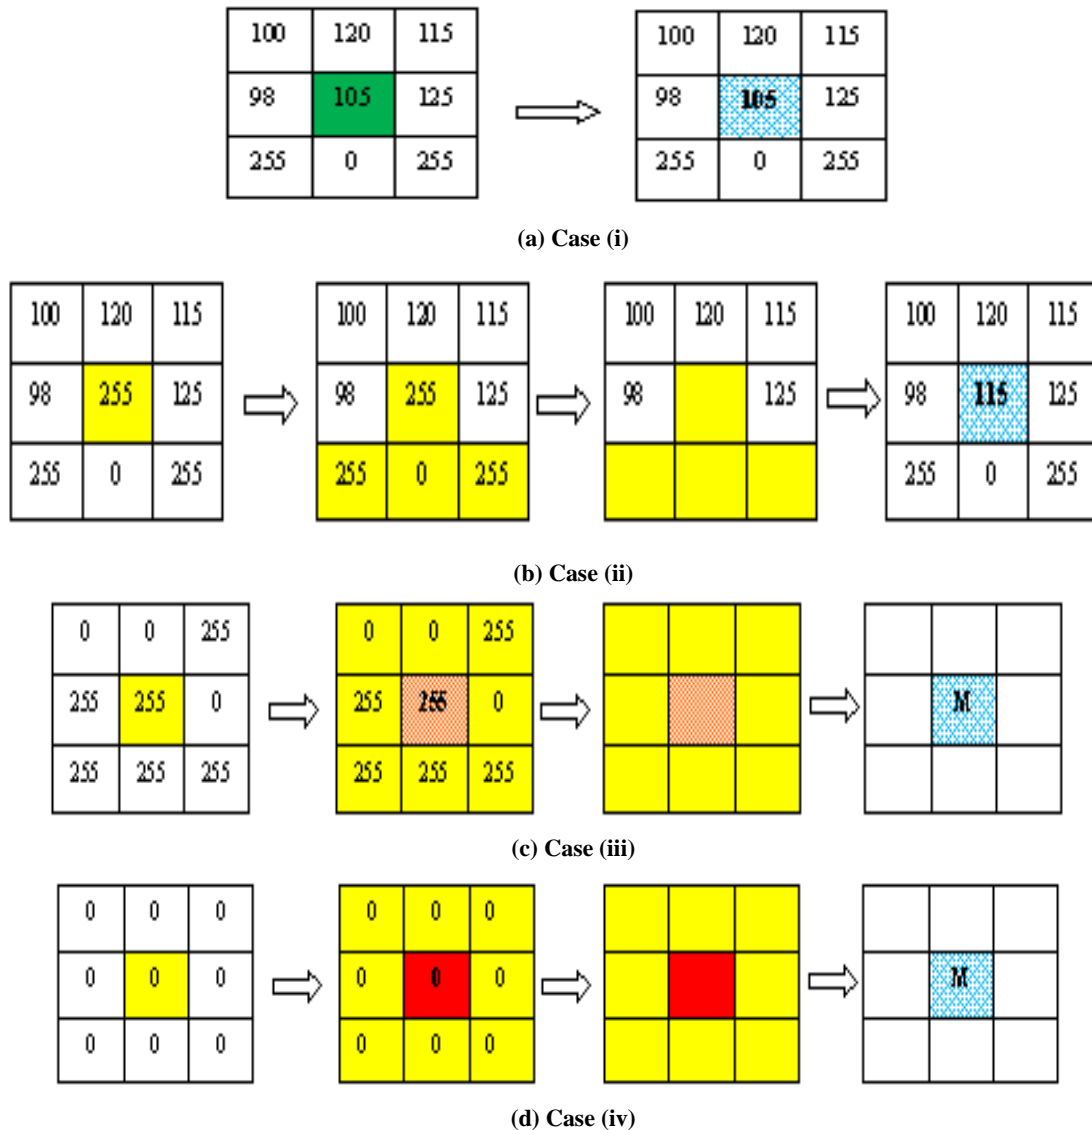 100 120 115 100 120 115
98 105 125 98 105 125
255 0 255 255 0 255
(a) Case (i)
100 120 115 100 120 115 100 120 115 100 120 115
98 255 125 98 255 125 98 125 98 115 125
255 0 255 255 0 255 255 0 255
(b) Case (ii)
0 0 255 0 0 255
255 255 0 255 255 0 M
255 255 255 255 255 255
(c) Case (iii)
0 0 0 0 0 0
0 0 0 0 0 0 M
0 0 0 0 0 0
(d) Case (iv)